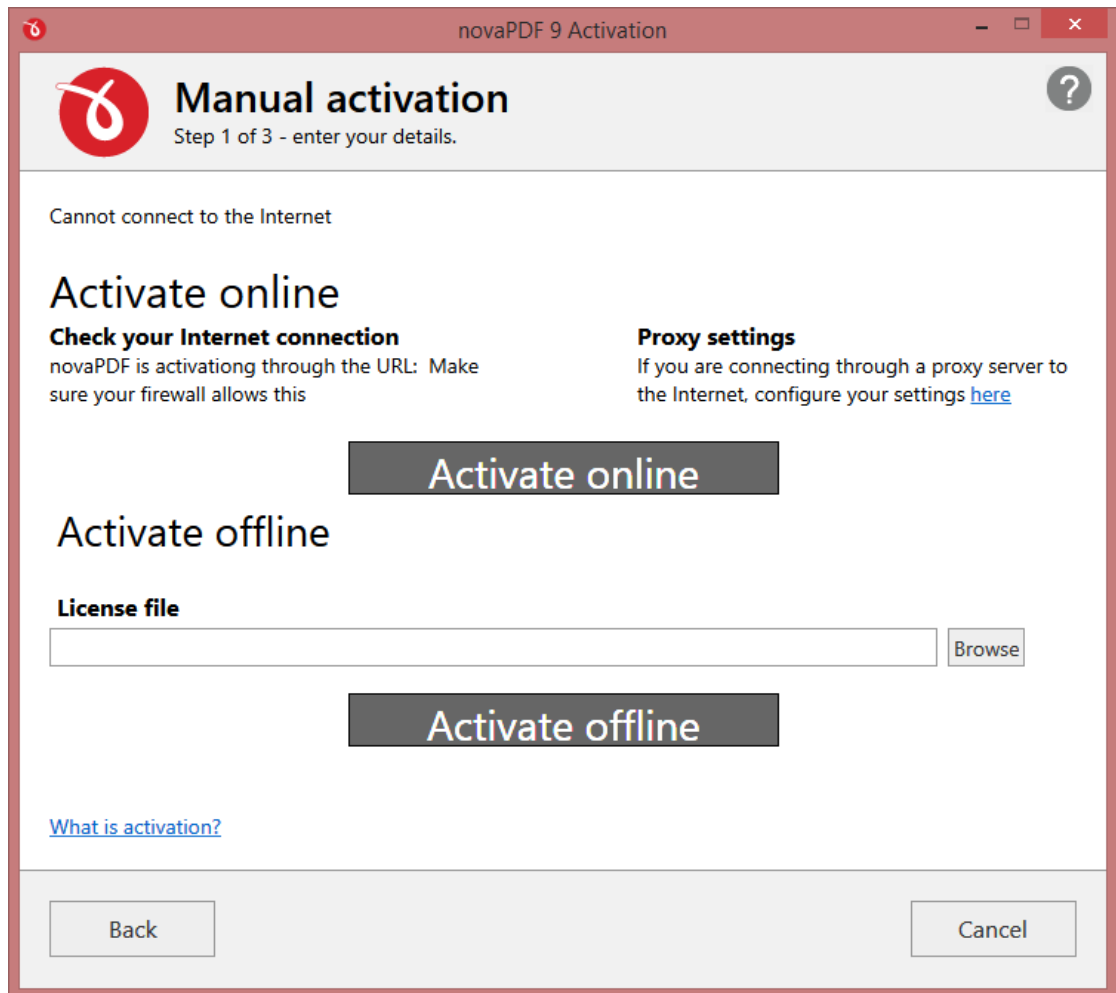 novaPDF 9 Activation
Manual activation
Step 1 of 3 - enter your details.
Cannot connect to the Internet
Activate online
Check your Internet connection
novaPDF is activationg through the URL:  Make
sure your firewall allows this
Proxy settings
If you are connecting through a proxy server to
the Internet, configure your settings here
Activate online
Activate offline
License file
Browse
Activate offline
What is activation?
Back
Cancel